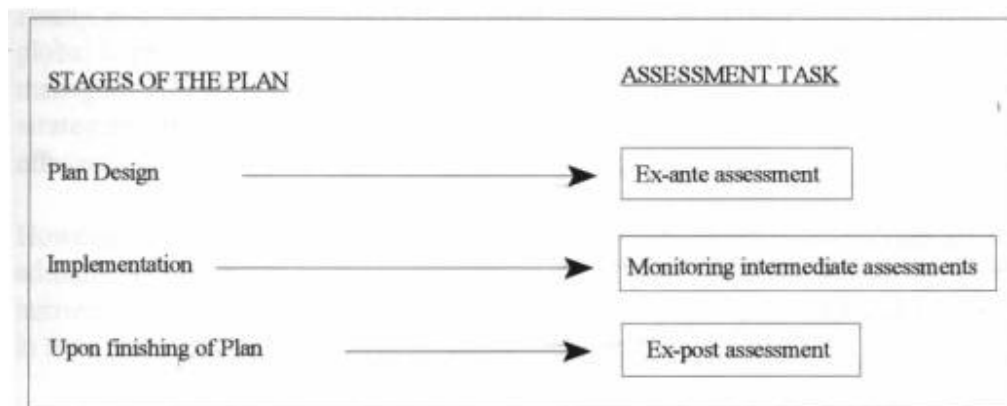 STAGES OF THE PLAN ASSESSMENT TASK
Plan Design Ex-ante assessment
Implementation Monitoring intermediate assessments
Upon finishing of Plan Ex-post assessment